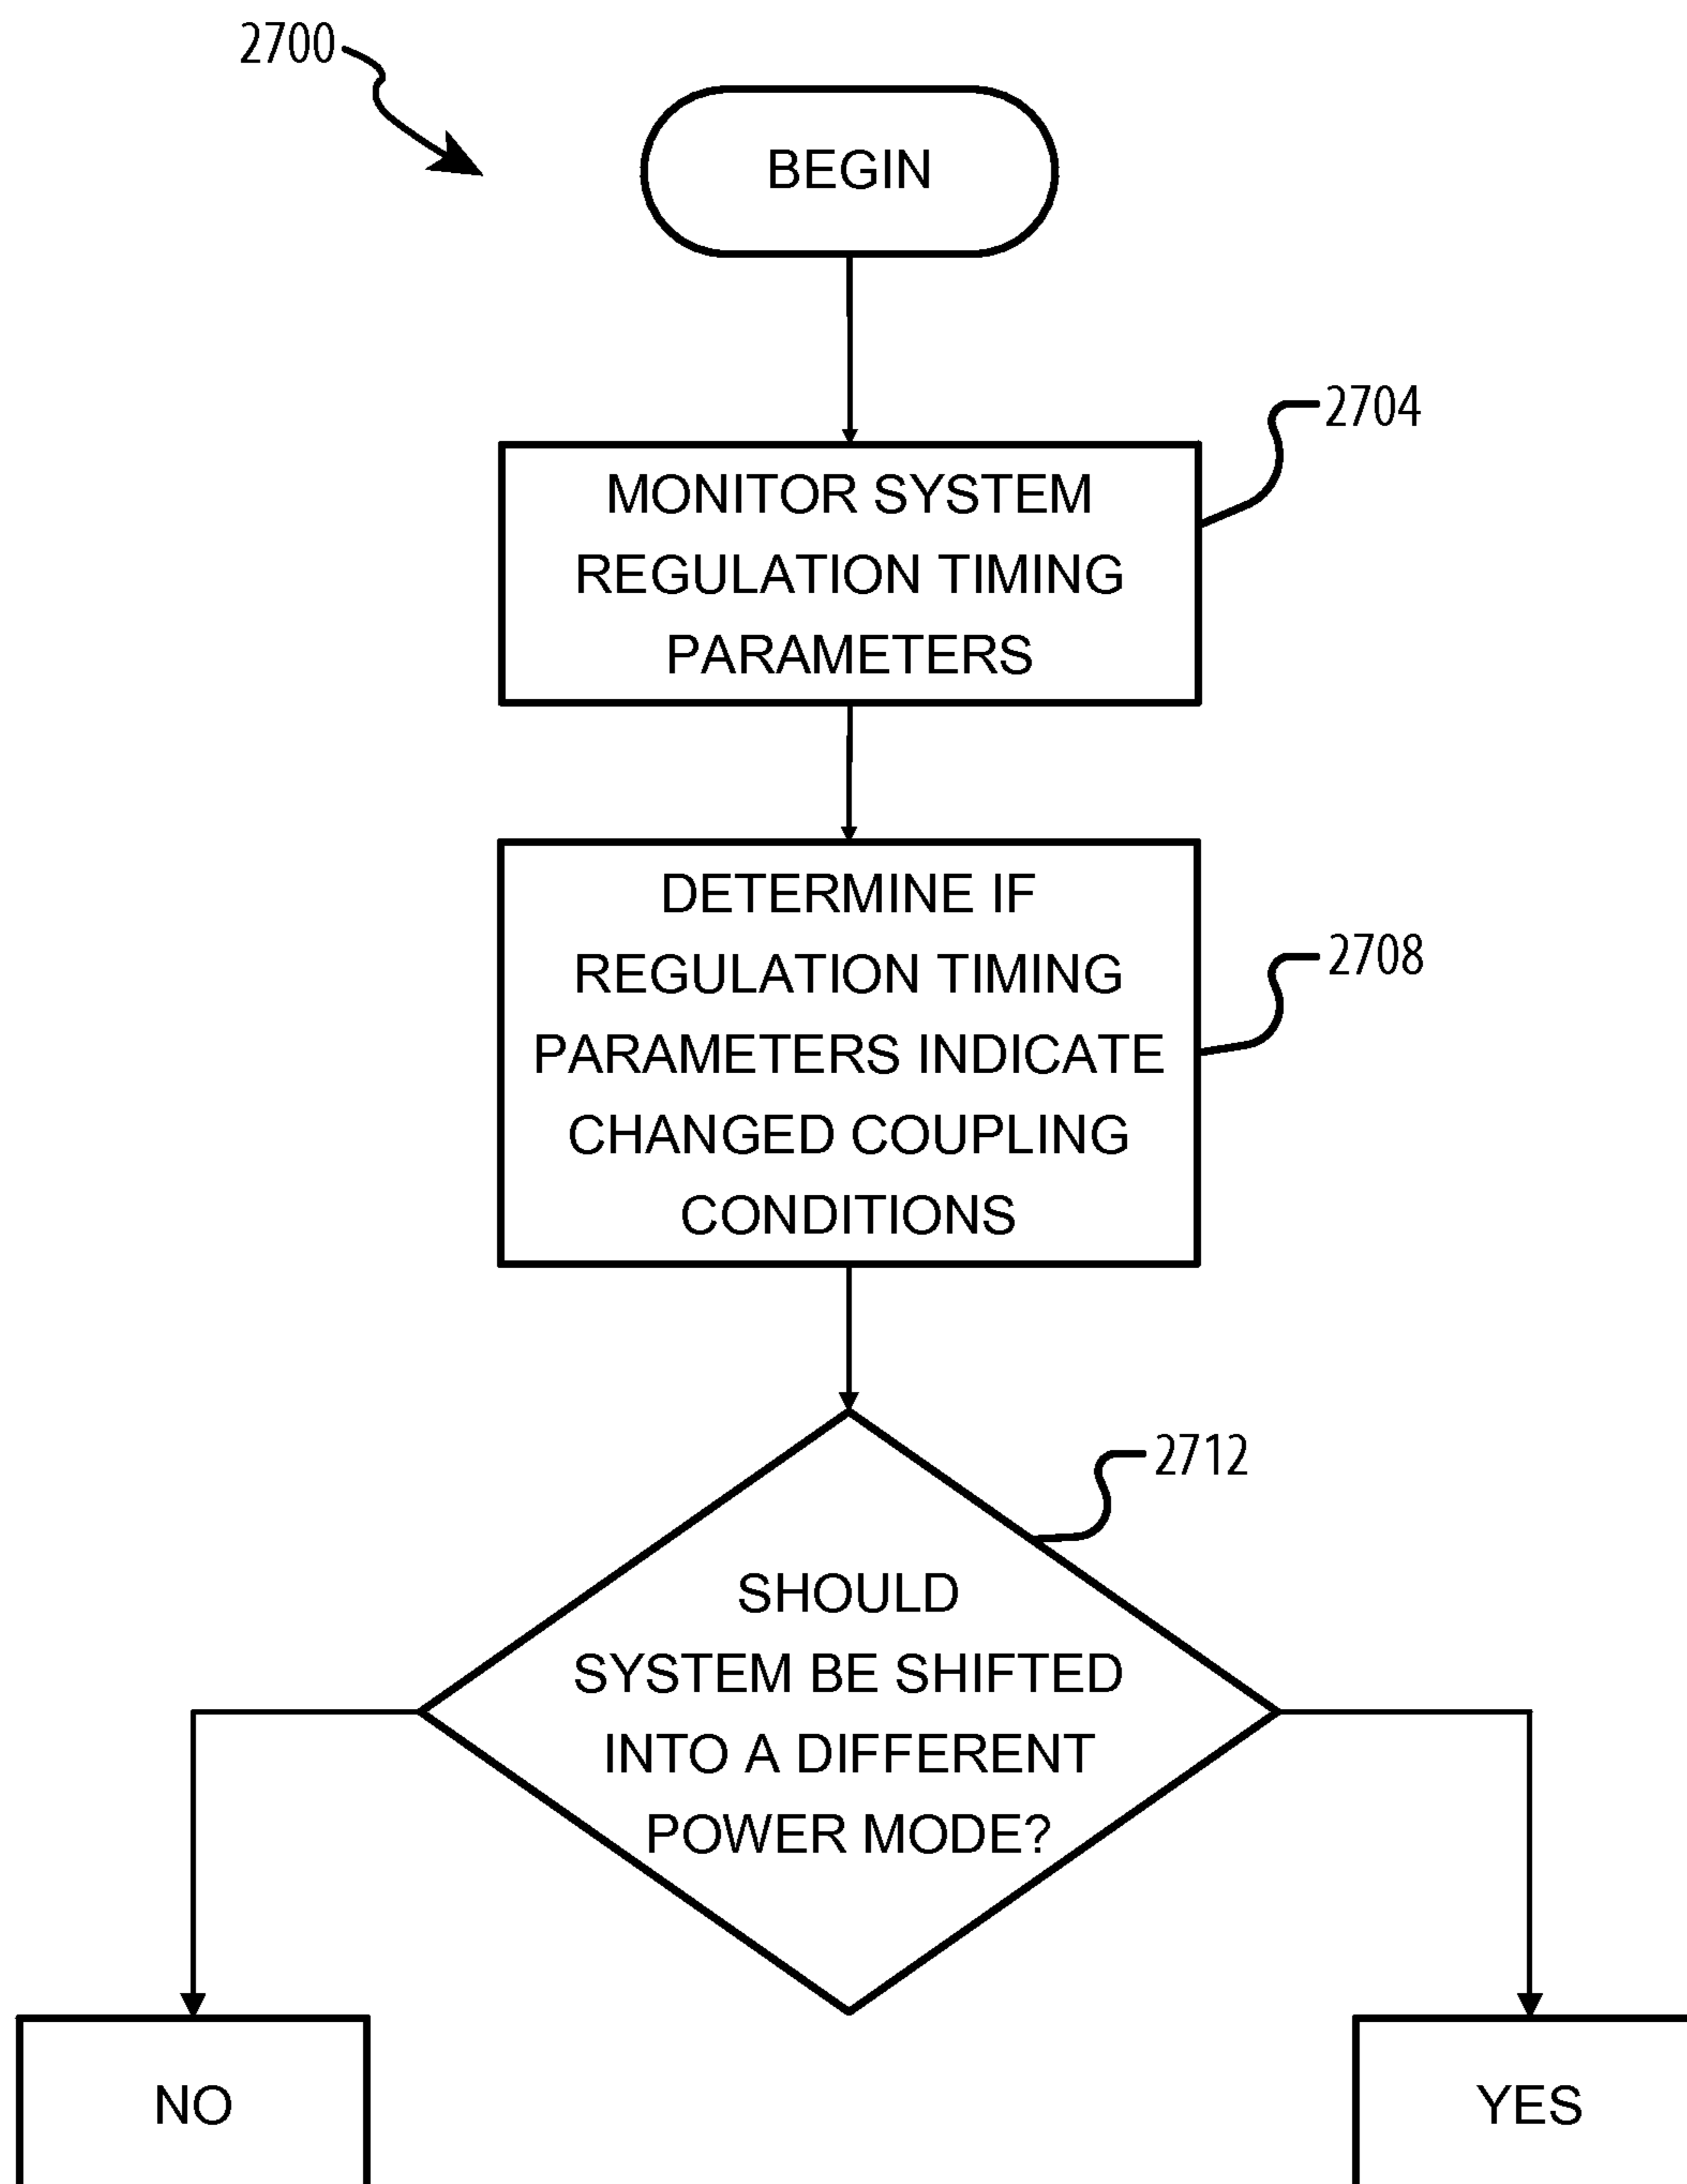 2700
BEGIN
2704
MONITOR SYSTEM
REGULATION TIMING
PARAMETERS
DETERMINE IF
REGULATION TIMING
PARAMETERS INDICATE
CHANGED COUPLING
CONDITIONS
2708
2712
SHOULD
SYSTEM BE SHIFTED
INTO A DIFFERENT
POWER MODE?
NO
YES